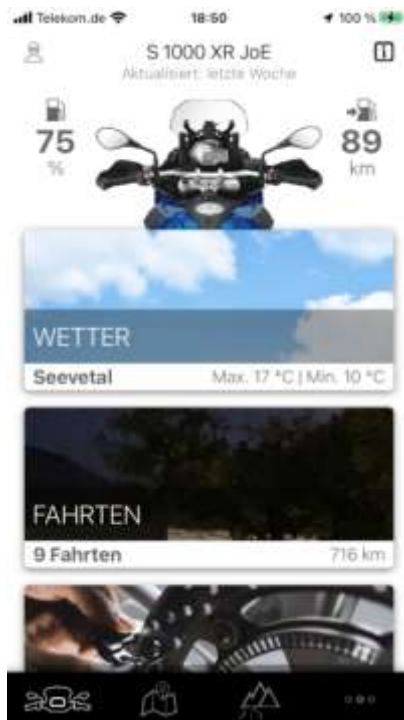 Telekom.de 18:50 100 %
S 1000 XR JoE
Aktualisiert: letzte Woche
75 89
% km
WETTER
Seevetal Max. 17 °C | Min. 10 °C
FAHRTEN
9 Fahrten 716 km